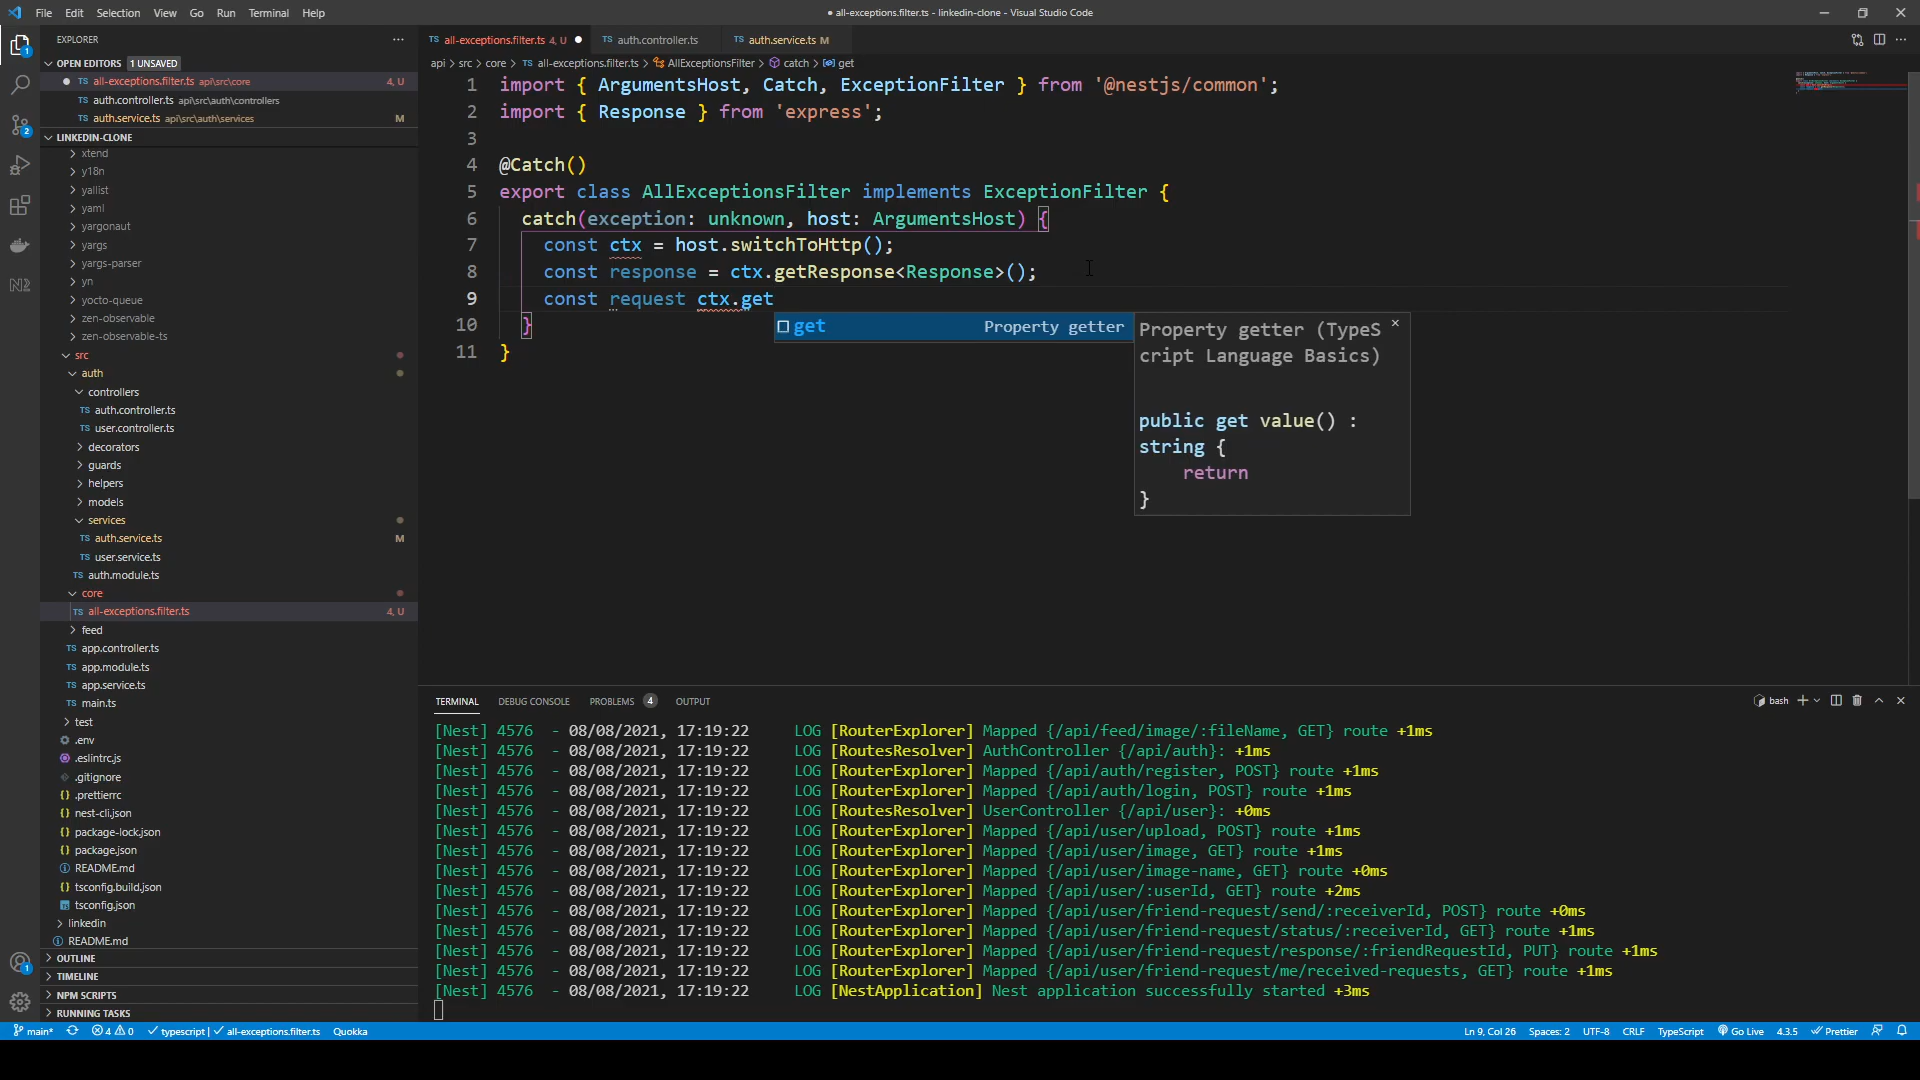 File Edit Selection View Go Run Terminal Help
● all-exceptions.filter.ts - linkedin-clone - Visual Studio Code
EXPLORER
OPEN EDITORS 1 UNSAVED
all-exceptions.filter.ts api\src\core 4, U
auth.controller.ts api\src\auth\controllers
TS auth.service.ts api\src\auth\services M
LINKEDIN-CLONE
xtend
y18n
yallist
yaml
yargonaut
yargs
yargs-parser
yn
yocto-queue
zen-observable
zen-observable-ts
src
auth
controllers
TS auth.controller.ts
TS user.controller.ts
decorators
guards
helpers
models
services
TS auth.service.ts M
TS user.service.ts
TS auth.module.ts
core
TS all-exceptions.filter.ts 4, U
feed
TS app.controller.ts
TS app.module.ts
TS app.service.ts
TS main.ts
test
.env
.eslintrc.js
.gitignore
.prettierrc
nest-cli.json
package-lock.json
package.json
README.md
tsconfig.build.json
tsconfig.json
linkedin
README.md
OUTLINE
TIMELINE
NPM SCRIPTS
RUNNING TASKS
TS all-exceptions.filter.ts 4, U ● TS auth.controller.ts TS auth.service.ts M
api > src > core > TS all-exceptions.filter.ts > AllExceptionsFilter > catch > get
1 import { ArgumentsHost, Catch, ExceptionFilter } from '@nestjs/common';
2 import { Response } from 'express';
3
4 @Catch()
5 export class AllExceptionsFilter implements ExceptionFilter {
6 catch(exception: unknown, host: ArgumentsHost) {
7 const ctx = host.switchToHttp();
8 const response = ctx.getResponse<Response>();
9 const request ctx.get
10 }
11 }
get Property getter
Property getter (TypeS
cript Language Basics)
public get value() :
string {
return
}
TERMINAL DEBUG CONSOLE PROBLEMS 4 OUTPUT
bash
[Nest] 4576 - 08/08/2021, 17:19:22 LOG [RouterExplorer] Mapped {/api/feed/image/:fileName, GET} route +1ms
[Nest] 4576 - 08/08/2021, 17:19:22 LOG [RoutesResolver] AuthController {/api/auth}: +1ms
[Nest] 4576 - 08/08/2021, 17:19:22 LOG [RouterExplorer] Mapped {/api/auth/register, POST} route +1ms
[Nest] 4576 - 08/08/2021, 17:19:22 LOG [RouterExplorer] Mapped {/api/auth/login, POST} route +1ms
[Nest] 4576 - 08/08/2021, 17:19:22 LOG [RoutesResolver] UserController {/api/user}: +0ms
[Nest] 4576 - 08/08/2021, 17:19:22 LOG [RouterExplorer] Mapped {/api/user/upload, POST} route +1ms
[Nest] 4576 - 08/08/2021, 17:19:22 LOG [RouterExplorer] Mapped {/api/user/image, GET} route +1ms
[Nest] 4576 - 08/08/2021, 17:19:22 LOG [RouterExplorer] Mapped {/api/user/image-name, GET} route +0ms
[Nest] 4576 - 08/08/2021, 17:19:22 LOG [RouterExplorer] Mapped {/api/user/:userId, GET} route +2ms
[Nest] 4576 - 08/08/2021, 17:19:22 LOG [RouterExplorer] Mapped {/api/user/friend-request/send/:receiverId, POST} route +0ms
[Nest] 4576 - 08/08/2021, 17:19:22 LOG [RouterExplorer] Mapped {/api/user/friend-request/status/:receiverId, GET} route +1ms
[Nest] 4576 - 08/08/2021, 17:19:22 LOG [RouterExplorer] Mapped {/api/user/friend-request/response/:friendRequestId, PUT} route +1ms
[Nest] 4576 - 08/08/2021, 17:19:22 LOG [RouterExplorer] Mapped {/api/user/friend-request/me/received-requests, GET} route +1ms
[Nest] 4576 - 08/08/2021, 17:19:22 LOG [NestApplication] Nest application successfully started +3ms
main* 4 0 typescript | all-exceptions.filter.ts Quokka Ln 9, Col 26 Spaces: 2 UTF-8 CRLF TypeScript Go Live 4.3.5 Prettier